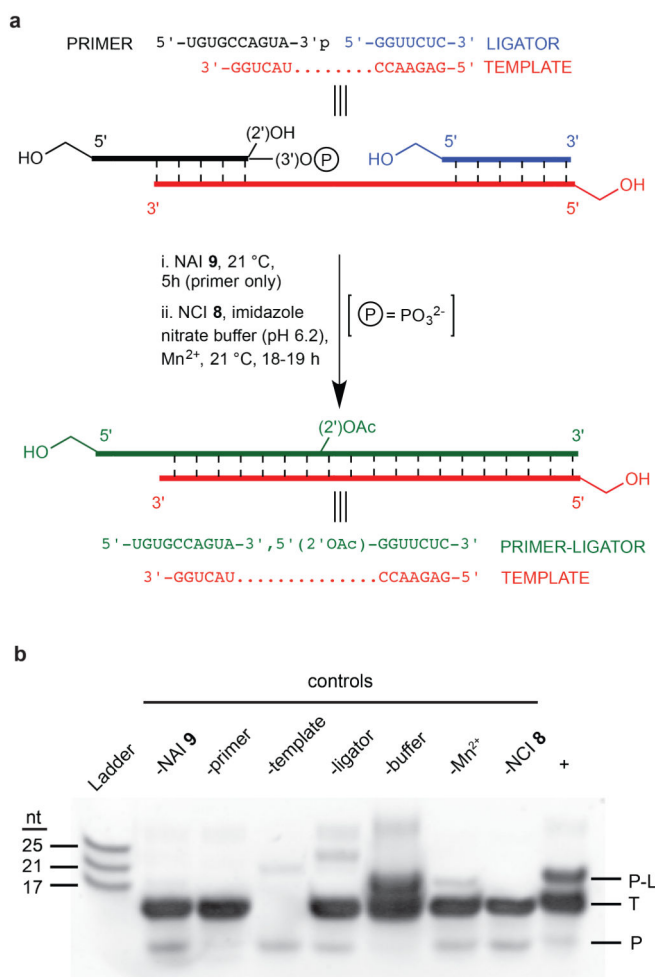 a
PRIMER 5'-UGUGCCAGUA-3'p 5'-GGUUCUC-3' LIGATOR
3'-GGUCAU........CCAAGAG-5' TEMPLATE
5' (2')OH 5' 3'
HO (3')O P HO
OH
3' 5'
i. NAI 9, 21 °C,
5h (primer only)
ii. NCI 8, imidazole
nitrate buffer (pH 6.2),
Mn2+, 21 °C, 18-19 h
[ P = PO32- ]
(2')OAc
5' 3'
HO
OH
3' 5'
5'-UGUGCCAGUA-3',5'(2'OAc)-GGUUCUC-3' PRIMER-LIGATOR
3'-GGUCAU...............CCAAGAG-5' TEMPLATE
b
controls
Ladder -NAI 9 -primer -template -ligator -buffer -Mn2+ -NCI 8 +
nt
25
21
17
P-L
T
P